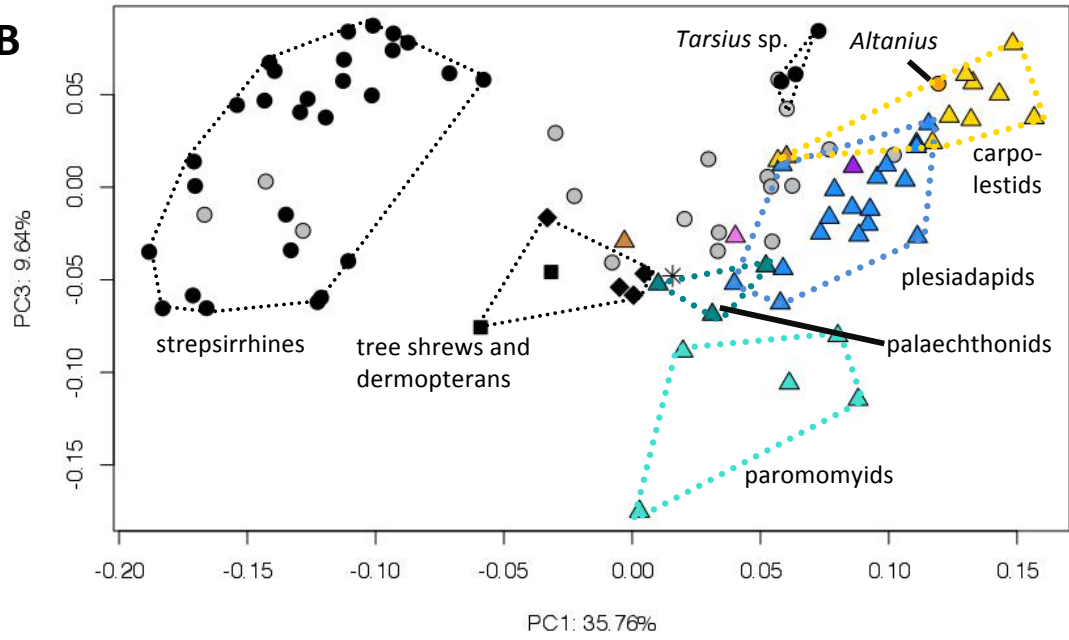 B
Tarsius sp.
Altanius
carpo-
lestids
plesiadapids
palaechthonids
strepsirrhines
tree shrews and
dermopterans
paromomyids
0.05
0.00
-0.05
-0.10
-0.15
PC3: 9.64%
-0.20 -0.15 -0.10 -0.05 0.00 0.05 0.10 0.15
PC1: 35.76%